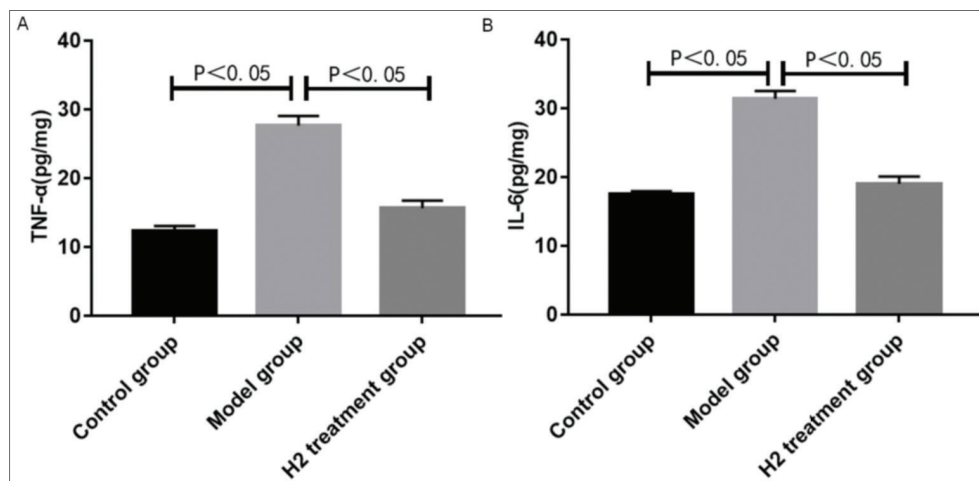 A
TNF-α(pg/mg)
40
30
20
10
0
P<0.05
P<0.05
Control group
Model group
H2 treatment group
B
IL-6(pg/mg)
40
30
20
10
0
P<0.05
P<0.05
Control group
Model group
H2 treatment group